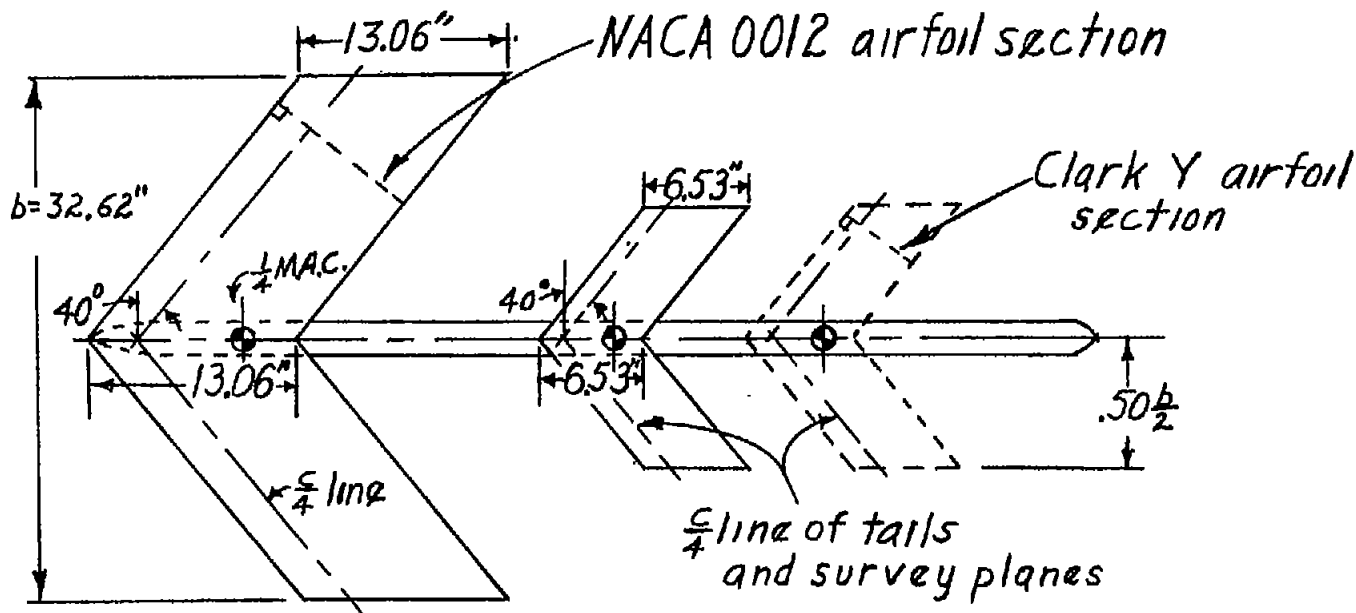 13.06"
NACA 0012 airfoil section
b=32.62"
6.53"
Clark Y airfoil
section
1/4 M.A.C.
40°
40°
13.06"
6.53"
.50 b/2
c/4 line
c/4 line of tails
and survey planes